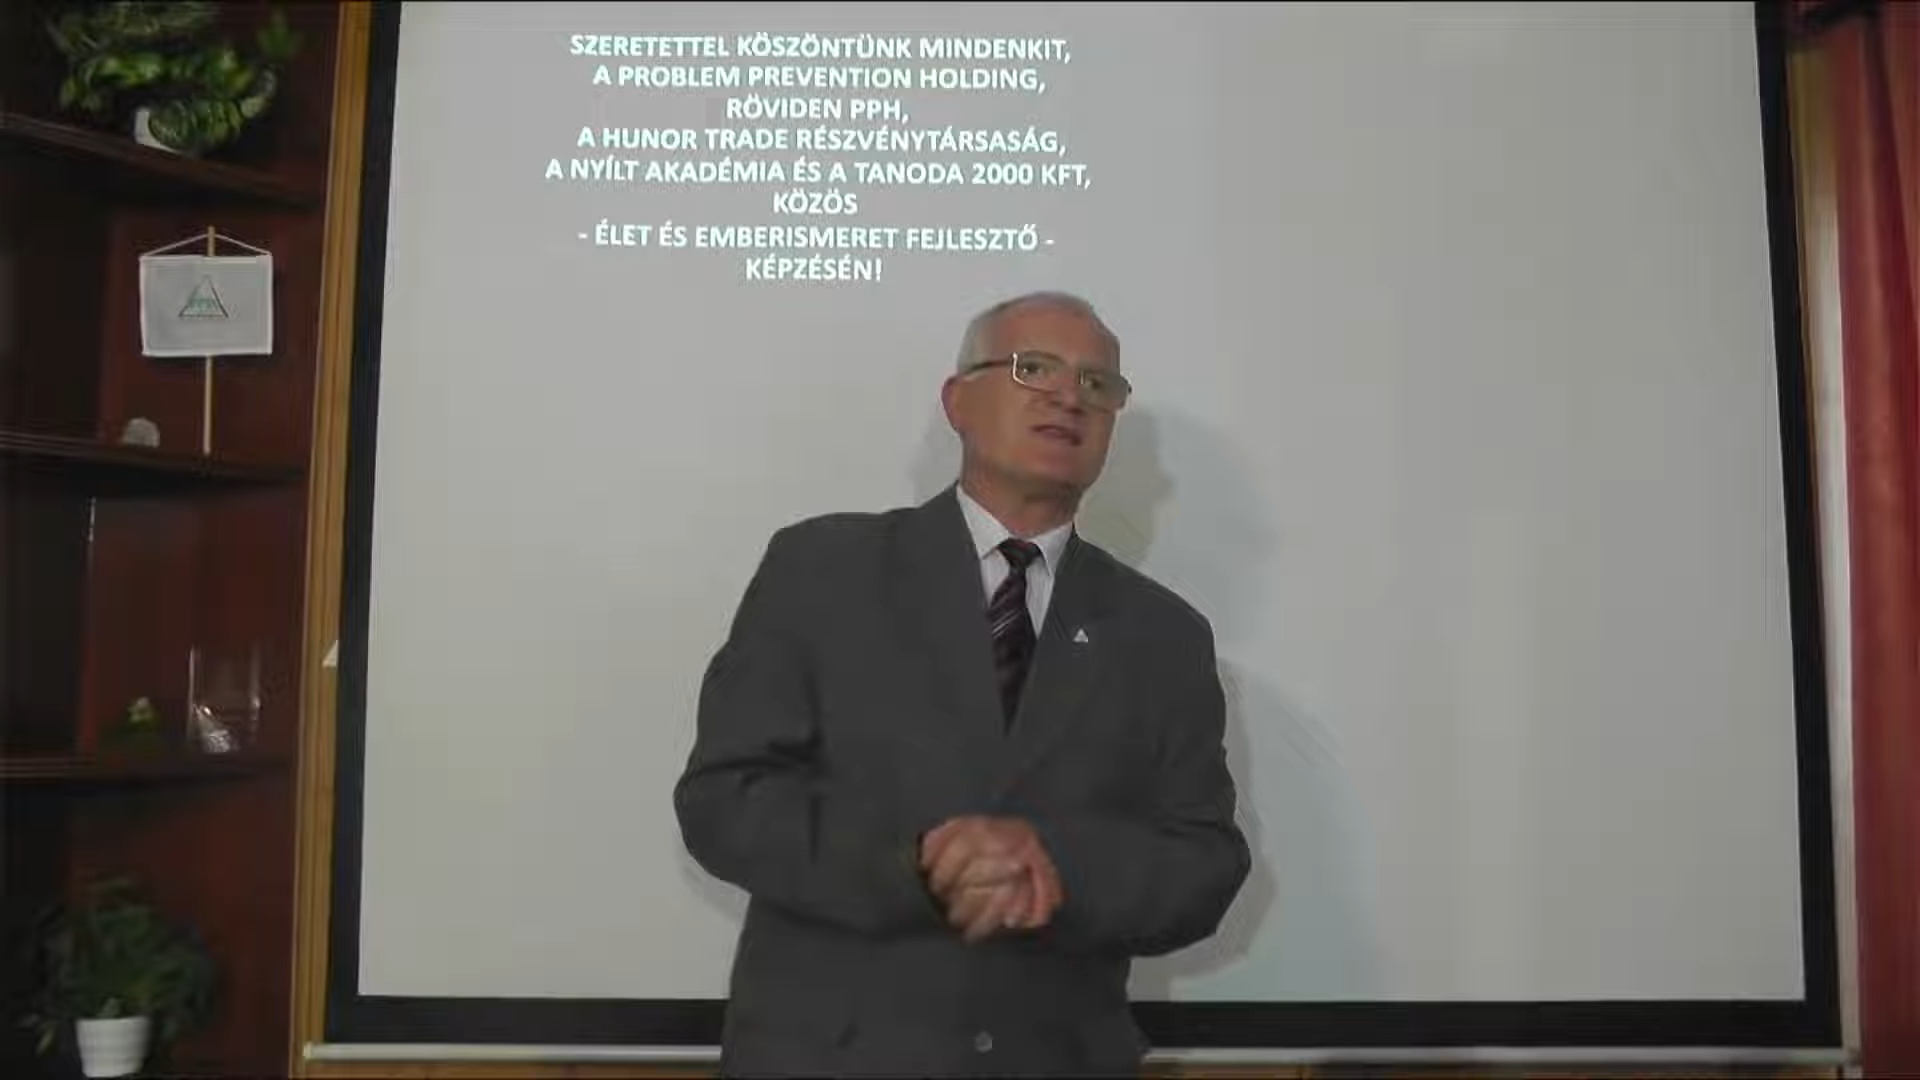 SZERETETTEL KÖSZÖNTÜNK MINDENKIT,
A PROBLEM PREVENTION HOLDING,
RÖVIDEN PPH,
A HUNOR TRADE RÉSZVÉNYTÁRSASÁG,
A NYÍLT AKADÉMIA ÉS A TANODA 2000 KFT,
KÖZÖS
- ÉLET ÉS EMBERISMERET FEJLESZTŐ -
KÉPZÉSÉN!